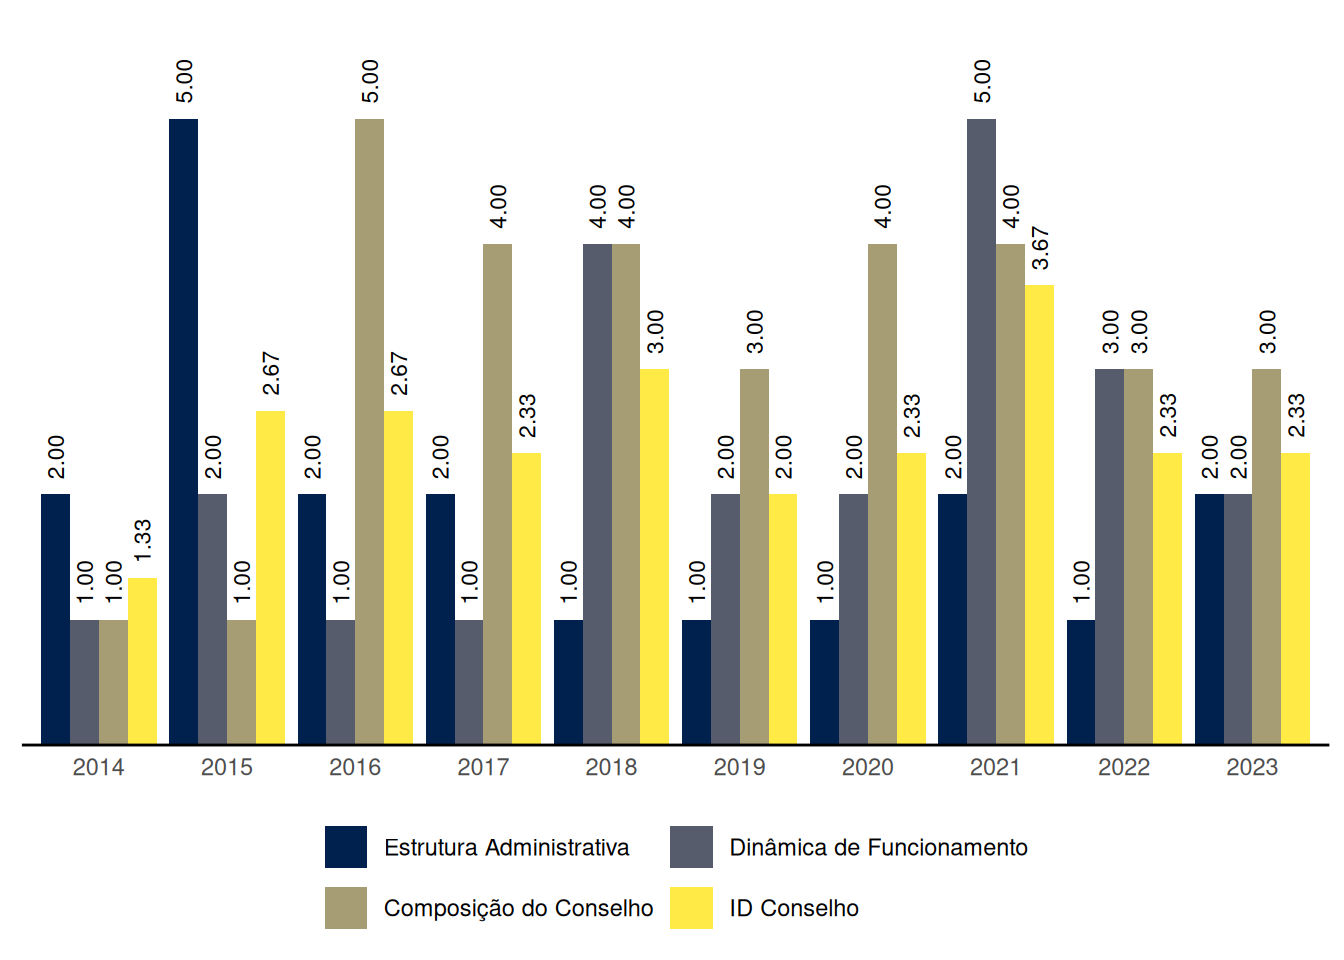 2.00 1.00 1.00 1.33 5.00 2.00 1.00 2.67 2.00 1.00 5.00 2.67 2.00 1.00 4.00 2.33 1.00 4.00 4.00 3.00 1.00 2.00 3.00 2.00 1.00 2.00 4.00 2.33 2.00 5.00 4.00 3.67 1.00 3.00 3.00 2.33 2.00 2.00 3.00 2.33
2014 2015 2016 2017 2018 2019 2020 2021 2022 2023
Estrutura Administrativa Dinâmica de Funcionamento
Composição do Conselho ID Conselho